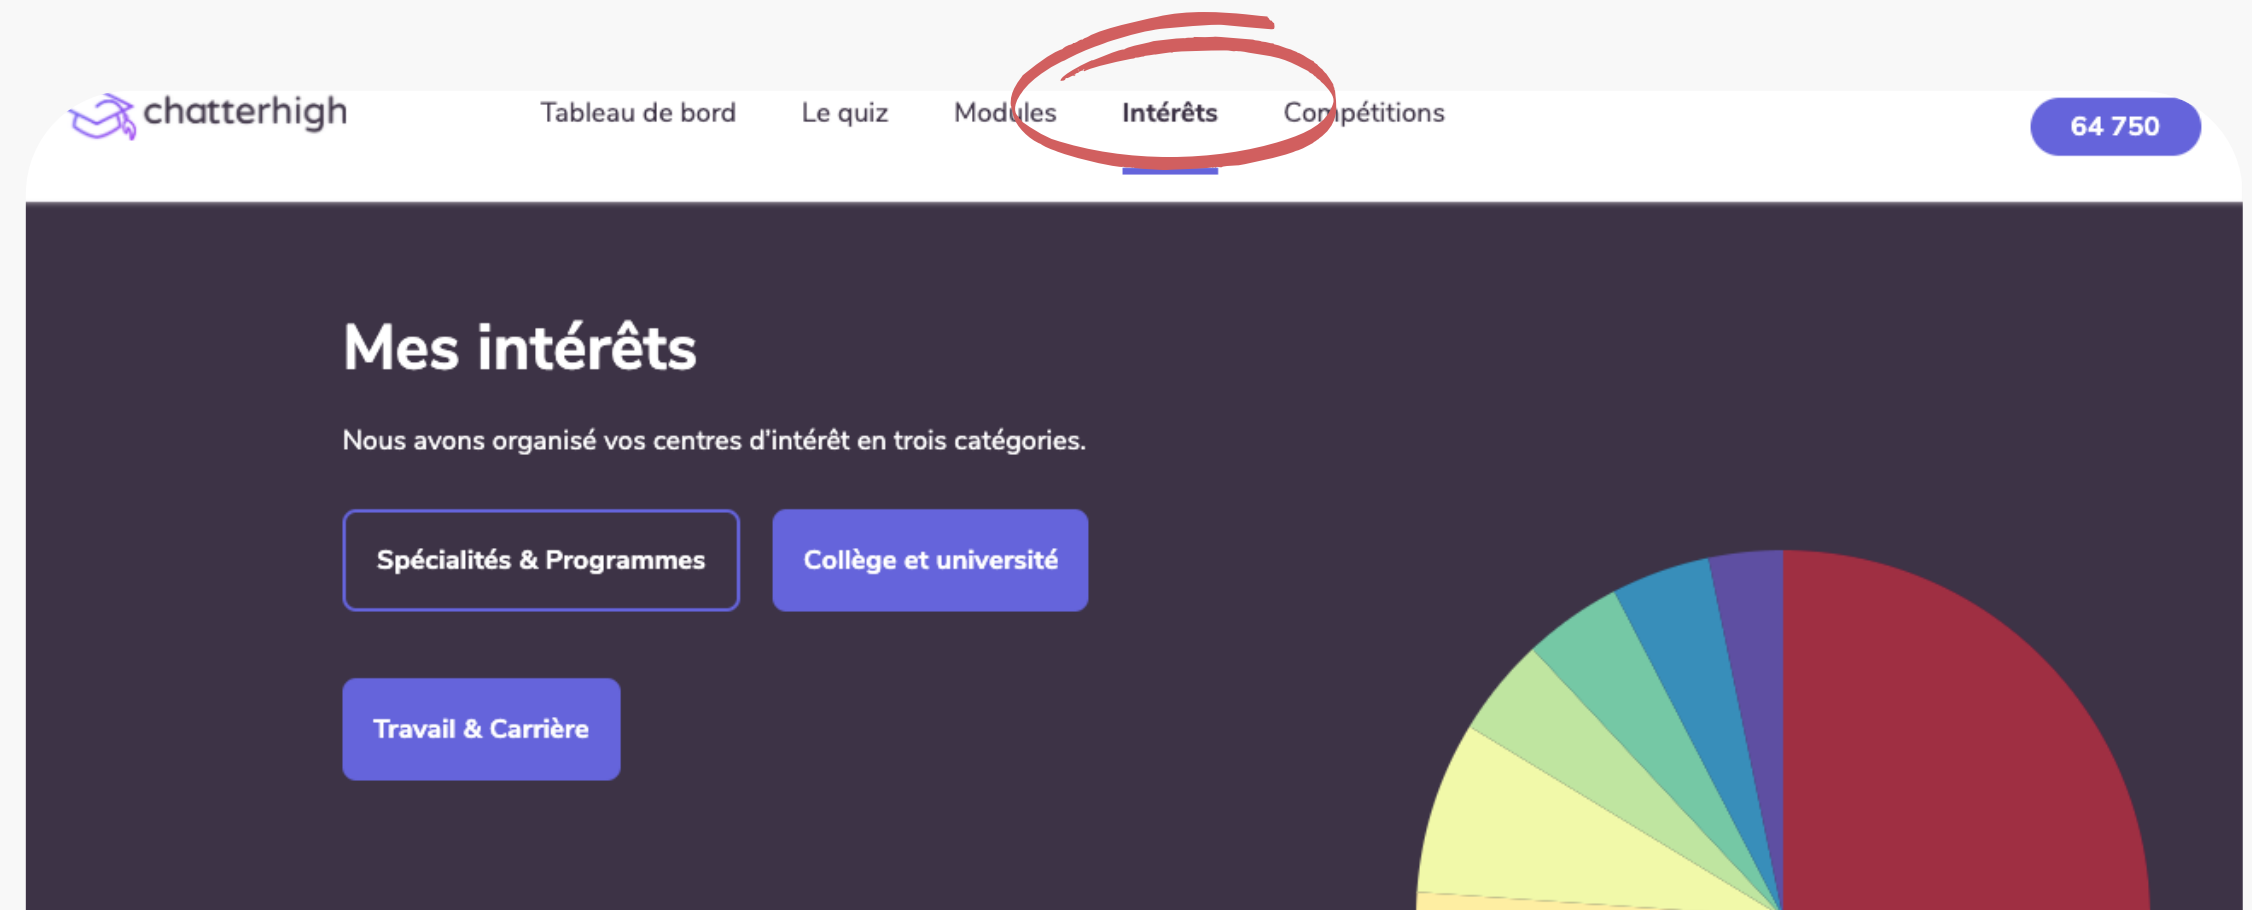 chatterhigh
Tableau de bord
Le quiz
Modules
Intérêts
Compétitions
64 750
Mes intérêts
Nous avons organisé vos centres d'intérêt en trois catégories.
Spécialités & Programmes
Collège et université
Travail & Carrière